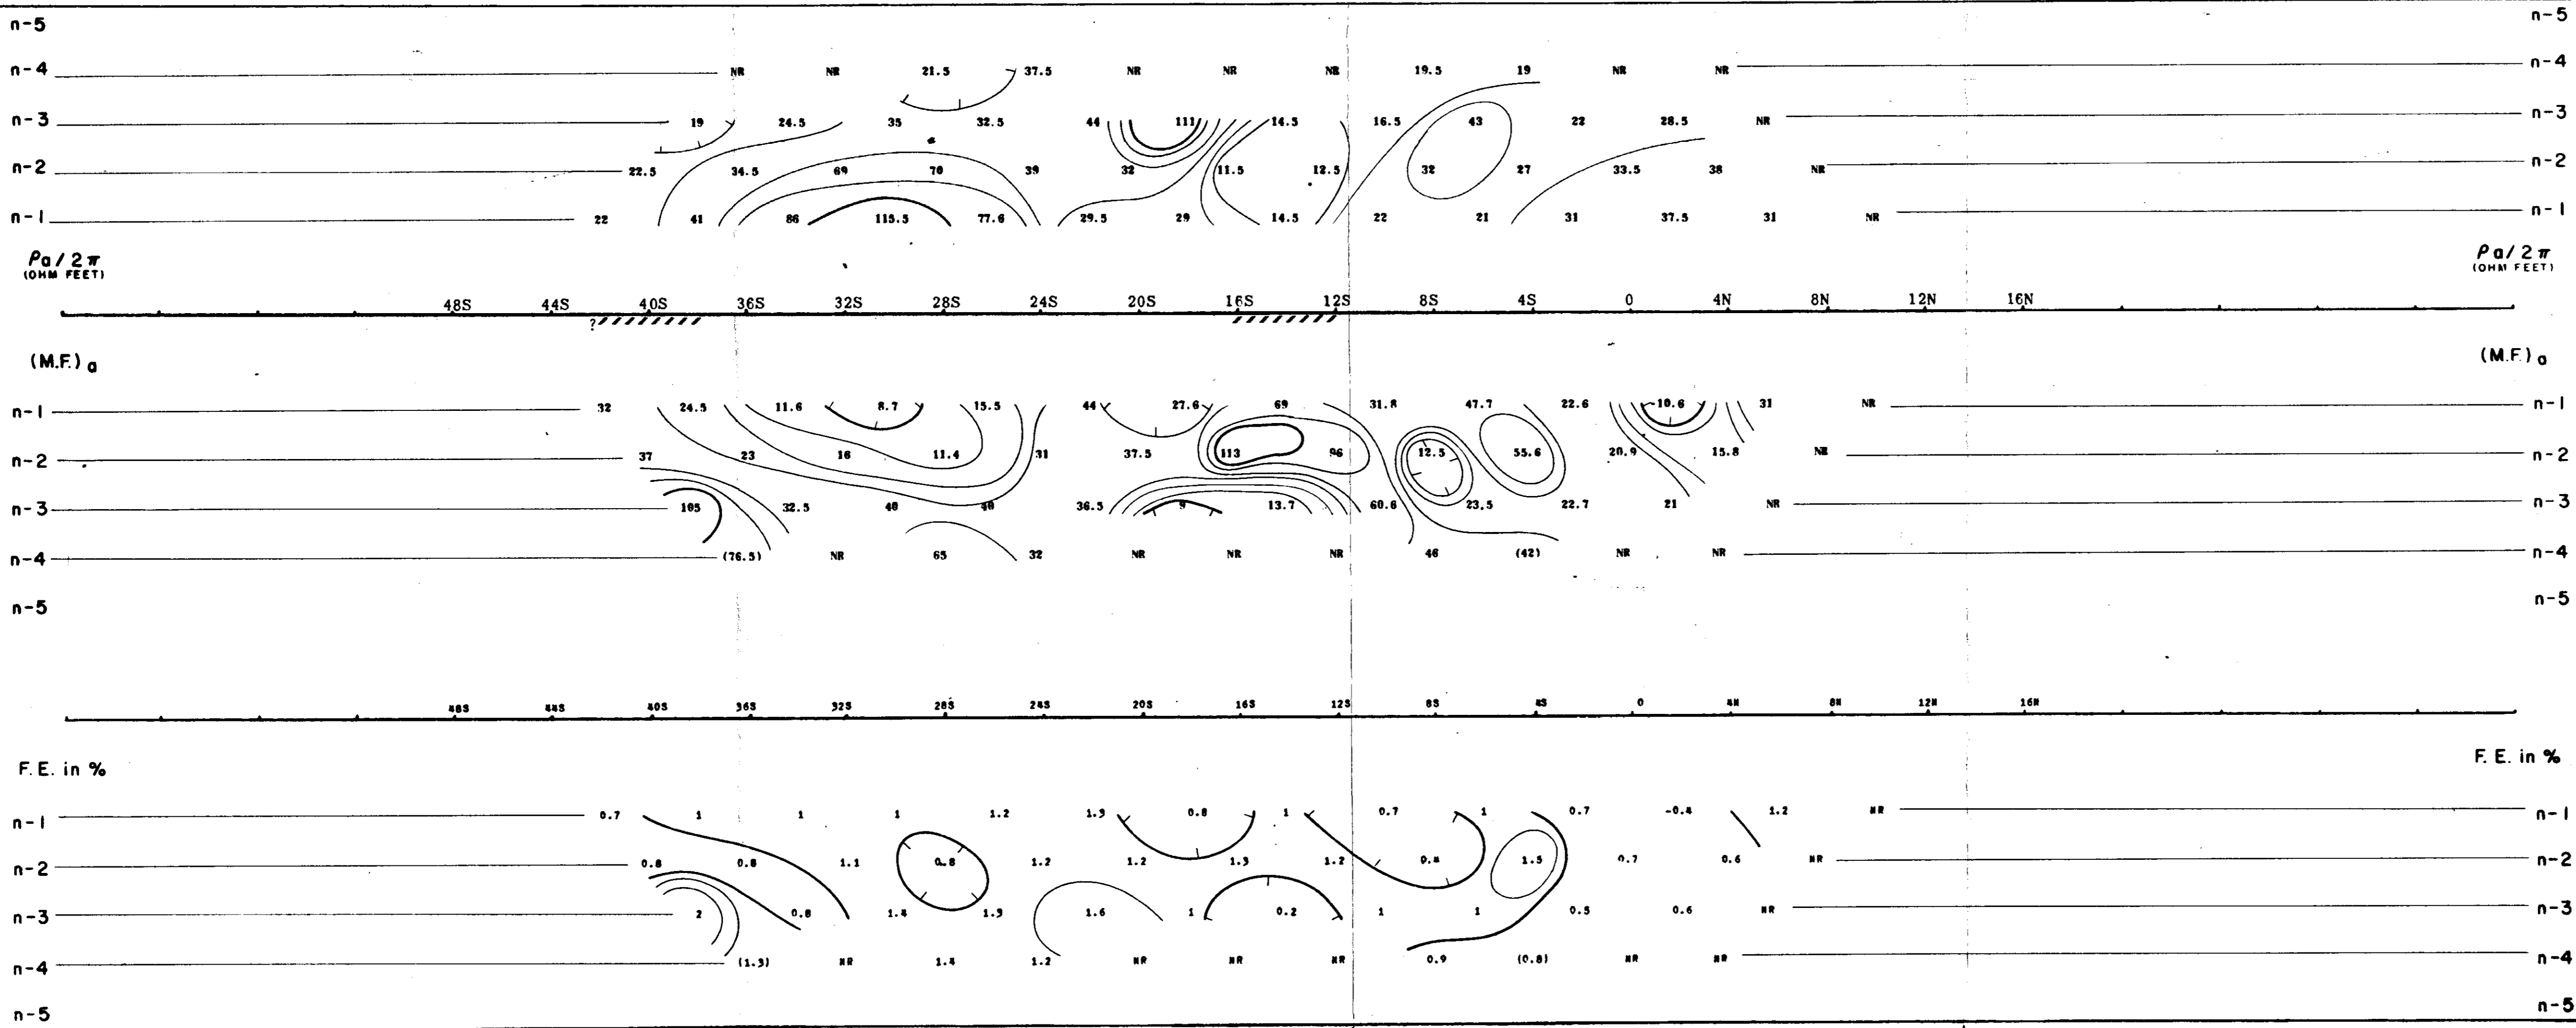 n-5 n-5
n-4 NR NR 21.5 37.5 NR NR NR 19.5 19 NR NR n-4
n-3 19 24.5 35 32.5 44 111 14.5 16.5 43 22 28.5 NR n-3
n-2 22.5 34.5 69 70 39 32 11.5 12.5 32 27 33.5 38 NR n-2
n-1 22 41 86 115.5 77.6 29.5 29 14.5 22 21 31 37.5 31 NR n-1
ρa/2π ρa/2π
(OHM FEET) (OHM FEET)
48S 44S 40S 36S 32S 28S 24S 20S 16S 12S 8S 4S 0 4N 8N 12N 16N
?
(M.F.) a (M.F.) a
n-1 32 24.5 11.6 8.7 15.5 44 27.6 69 31.8 47.7 22.6 -10.6 31 NR n-1
n-2 37 23 16 11.4 31 37.5 113 96 12.5 55.6 20.9 15.8 NR n-2
n-3 105 32.5 40 40 36.5 9 13.7 60.6 23.5 22.7 21 NR n-3
n-4 (76.5) NR 65 32 NR NR NR 46 (42) NR NR n-4
n-5 n-5
48S 44S 40S 36S 32S 28S 24S 20S 16S 12S 8S 4S 0 4N 8N 12N 16N
F.E. in % F.E. in %
n-1 0.7 1 1 1 1.2 1.3 0.8 1 0.7 1 0.7 -0.4 1.2 NR n-1
n-2 0.8 0.8 1.1 0.8 1.2 1.2 1.3 1.2 0.4 1.5 0.7 0.6 NR n-2
n-3 2 0.8 1.4 1.3 1.6 1 0.2 1 1 0.5 0.6 NR n-3
n-4 (1.3) NR 1.4 1.2 NR NR NR 0.9 (0.8) NR NR n-4
n-5 n-5